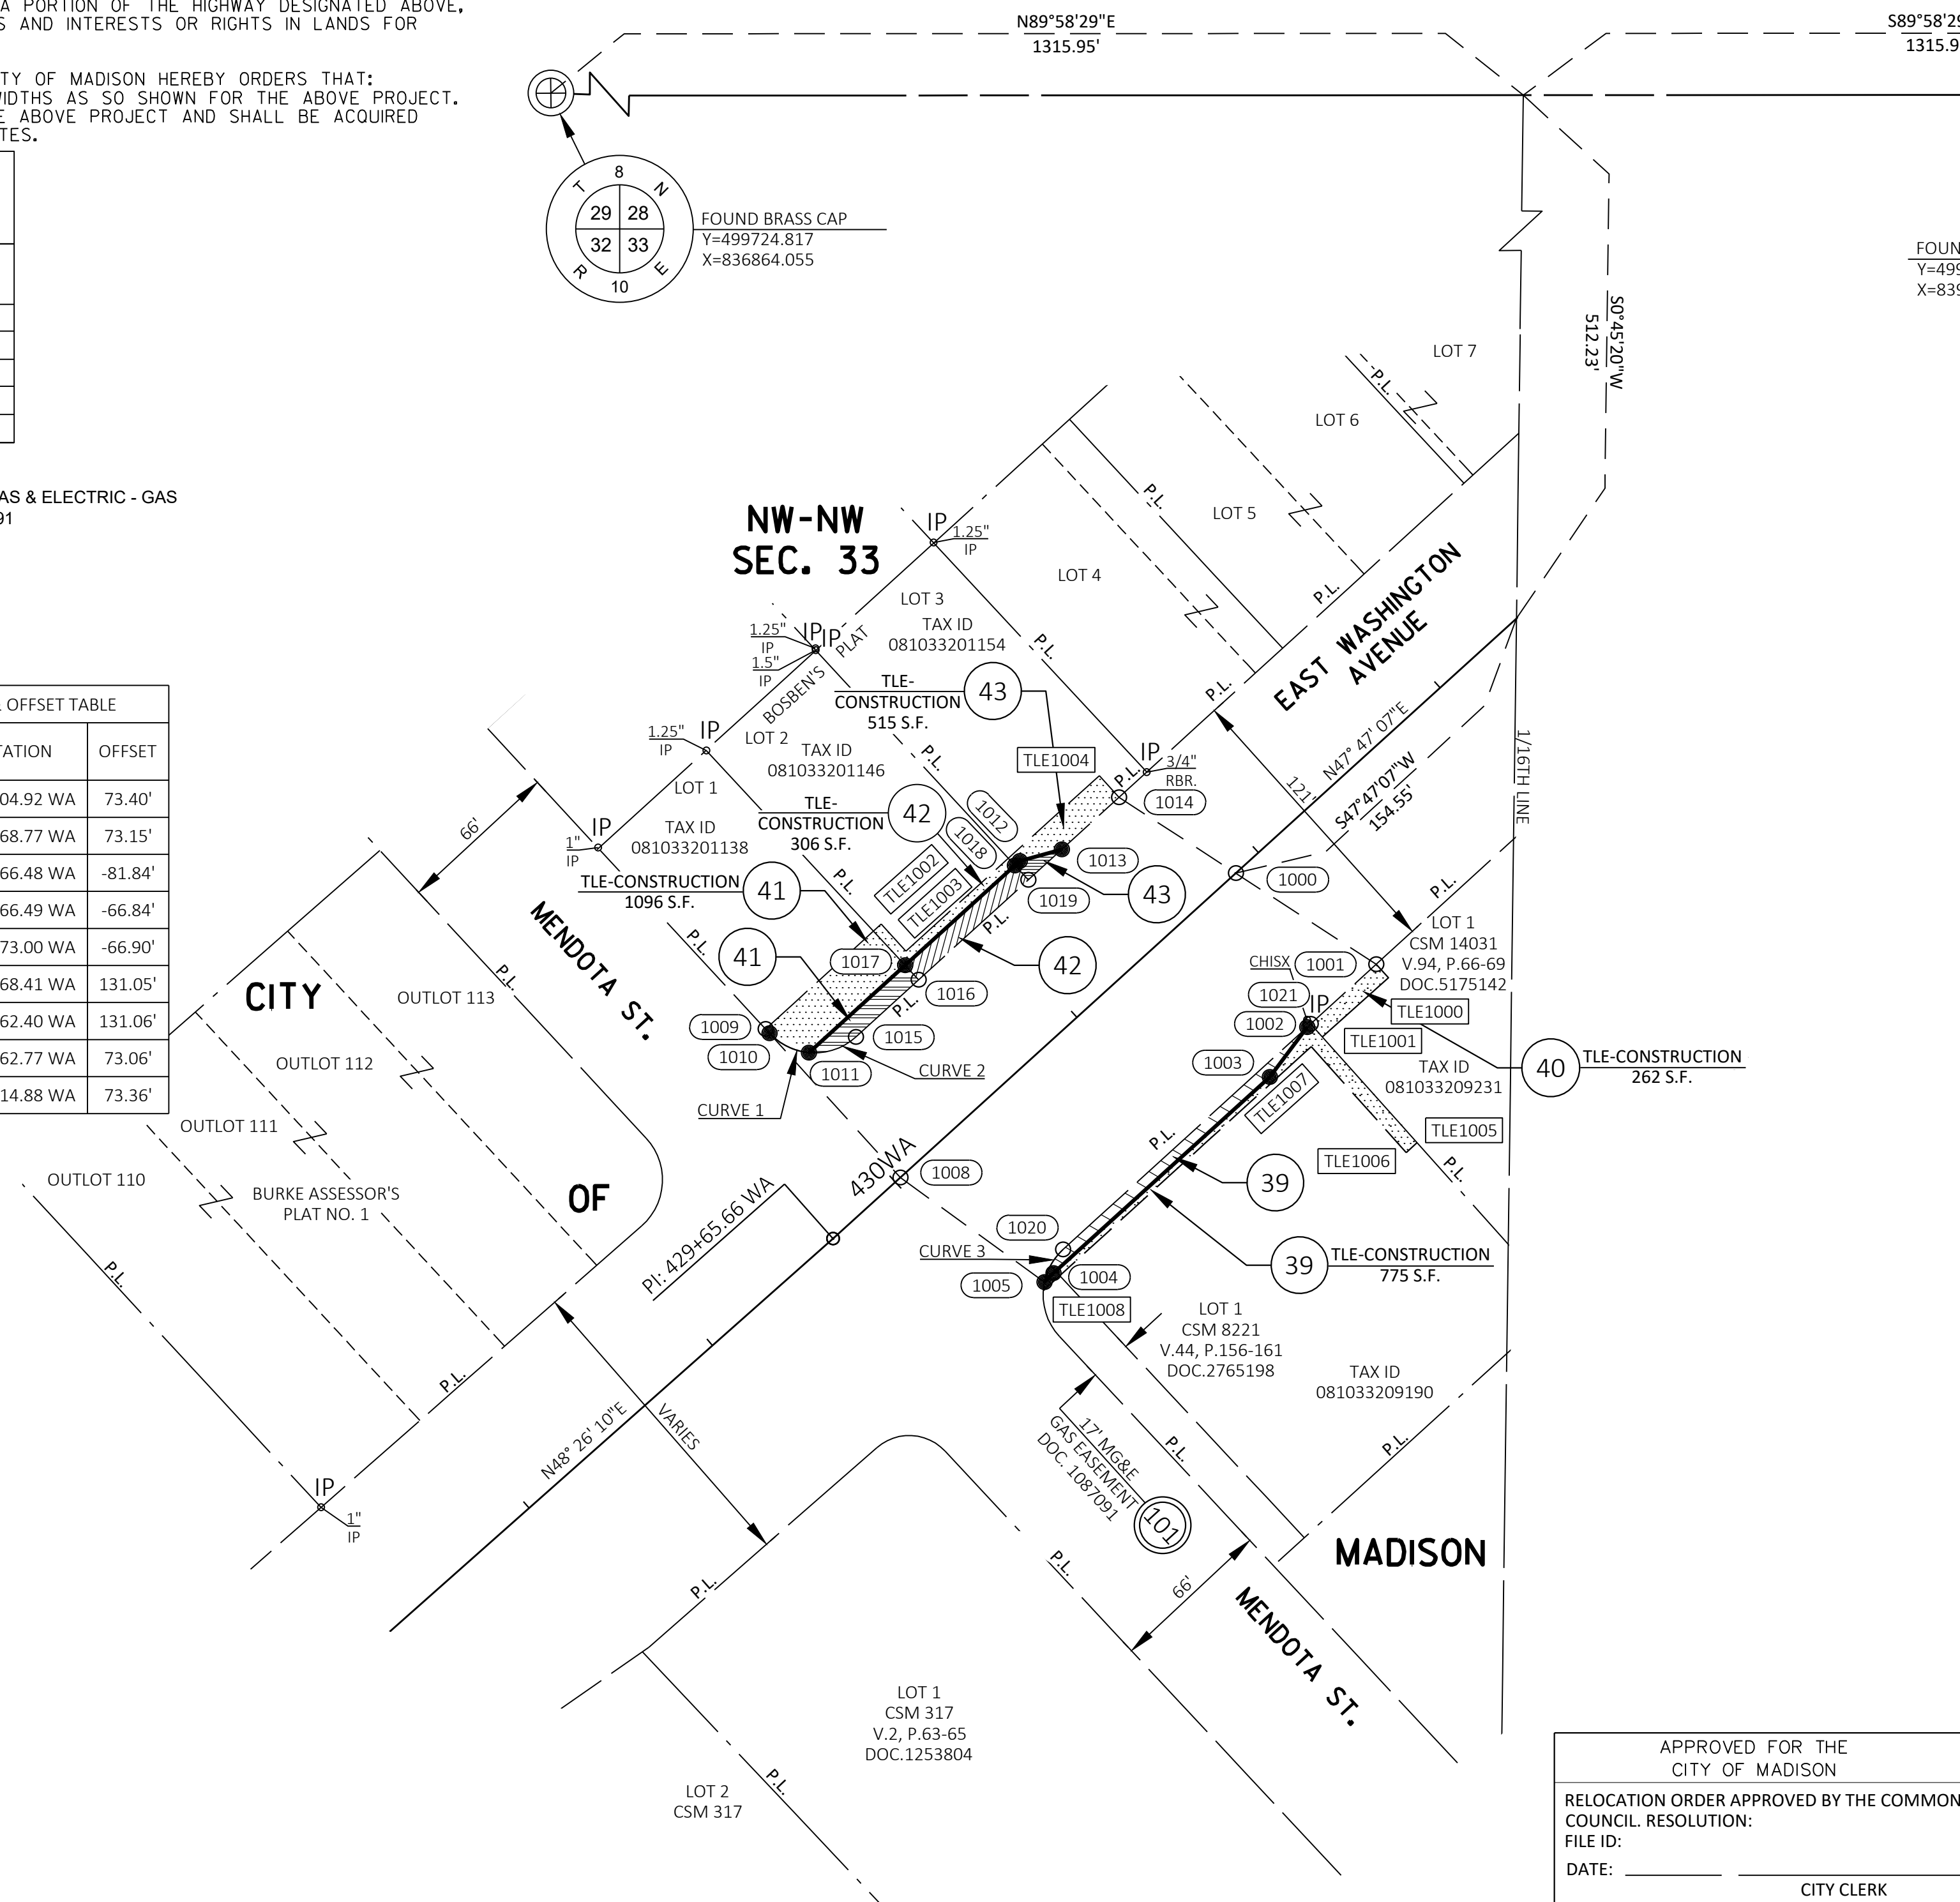 A PORTION OF THE HIGHWAY DESIGNATED ABOVE,
S AND INTERESTS OR RIGHTS IN LANDS FOR
TY OF MADISON HEREBY ORDERS THAT:
WIDTHS AS SO SHOWN FOR THE ABOVE PROJECT.
E ABOVE PROJECT AND SHALL BE ACQUIRED
TES.
N89°58'29"E
1315.95'
S89°58'29
1315.9
8
T
N
29
28
32
33
R
E
10
FOUND BRASS CAP
Y=499724.817
X=836864.055
FOUN
Y=499
X=839
S0°45'20"W
512.23'
AS & ELECTRIC - GAS
91
NW-NW
SEC. 33
LOT 7
P.L.
LOT 6
P.L.
LOT 5
P.L.
IP
1.25"
IP
LOT 4
EAST WASHINGTON
AVENUE
LOT 3
TAX ID
081033201154
P.L.
P.L.
1.25"
IP
IP
IP
1.5"
IP
BOSBEN'S
PLAT
TLE-
CONSTRUCTION
515 S.F.
43
TLE1004
IP
3/4"
RBR.
P.L.
1014
121'
N47° 47' 07"E
S47°47'07"W
154.55'
1/16TH LINE
1.25"
IP
IP
LOT 2
TAX ID
081033201146
P.L.
LOT 1
TLE-
CONSTRUCTION
306 S.F.
42
1012
1018
1013
43
1019
1000
66'
1"
IP
IP
TAX ID
081033201138
P.L.
TLE-CONSTRUCTION
1096 S.F.
41
TLE1002
TLE1003
P.L.
42
41
1017
1016
1015
1009
1010
1011
P.L.
P.L.
CURVE 1
CURVE 2
MENDOTA ST.
P.L.
LOT 1
CSM 14031
V.94, P.66-69
DOC.5175142
P.L.
CHISX
1001
1021
IP
1002
1003
TLE1000
TLE1001
TAX ID
081033209231
40
TLE-CONSTRUCTION
262 S.F.
TLE1007
TLE1005
TLE1006
P.L.
P.L.
39
39
TLE-CONSTRUCTION
775 S.F.
1020
CURVE 3
1004
1005
TLE1008
1008
430WA
PI: 429+65.66 WA
& OFFSET TABLE
TATION
OFFSET
04.92 WA
73.40'
68.77 WA
73.15'
66.48 WA
-81.84'
66.49 WA
-66.84'
73.00 WA
-66.90'
68.41 WA
131.05'
62.40 WA
131.06'
62.77 WA
73.06'
14.88 WA
73.36'
CITY
OF
MADISON
OUTLOT 113
OUTLOT 112
OUTLOT 111
OUTLOT 110
BURKE ASSESSOR'S
PLAT NO. 1
P.L.
P.L.
IP
1"
IP
N48° 26' 10"E
VARIES
LOT 1
CSM 8221
V.44, P.156-161
DOC.2765198
TAX ID
081033209190
P.L.
P.L.
17' MG&E
GAS EASEMENT
DOC. 1087091
101
P.L.
66'
MENDOTA ST.
P.L.
LOT 1
CSM 317
V.2, P.63-65
DOC.1253804
LOT 2
CSM 317
P.L.
APPROVED FOR THE
CITY OF MADISON
RELOCATION ORDER APPROVED BY THE COMMON
COUNCIL. RESOLUTION:
FILE ID:
DATE:
CITY CLERK